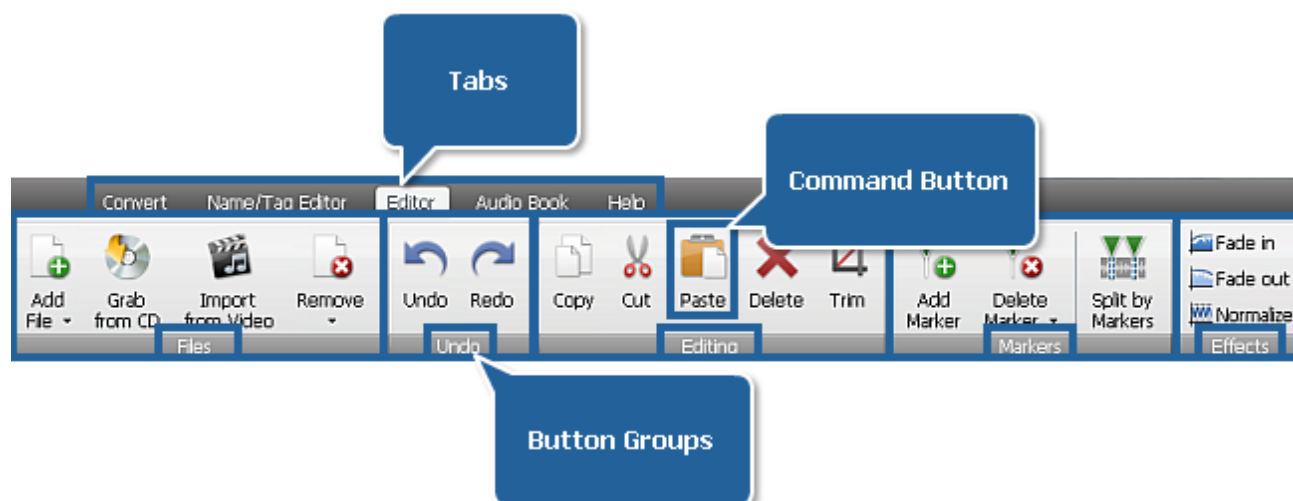 Tabs
Command Button
Convert Name/Tag Editor Editor Audio Book Help
Add File Grab from CD Import from Video Remove Undo Redo Copy Cut Paste Delete Trim Add Marker Delete Marker Split by Markers
Fade in
Fade out
Normalize
Files Undo Editing Markers Effects
Button Groups